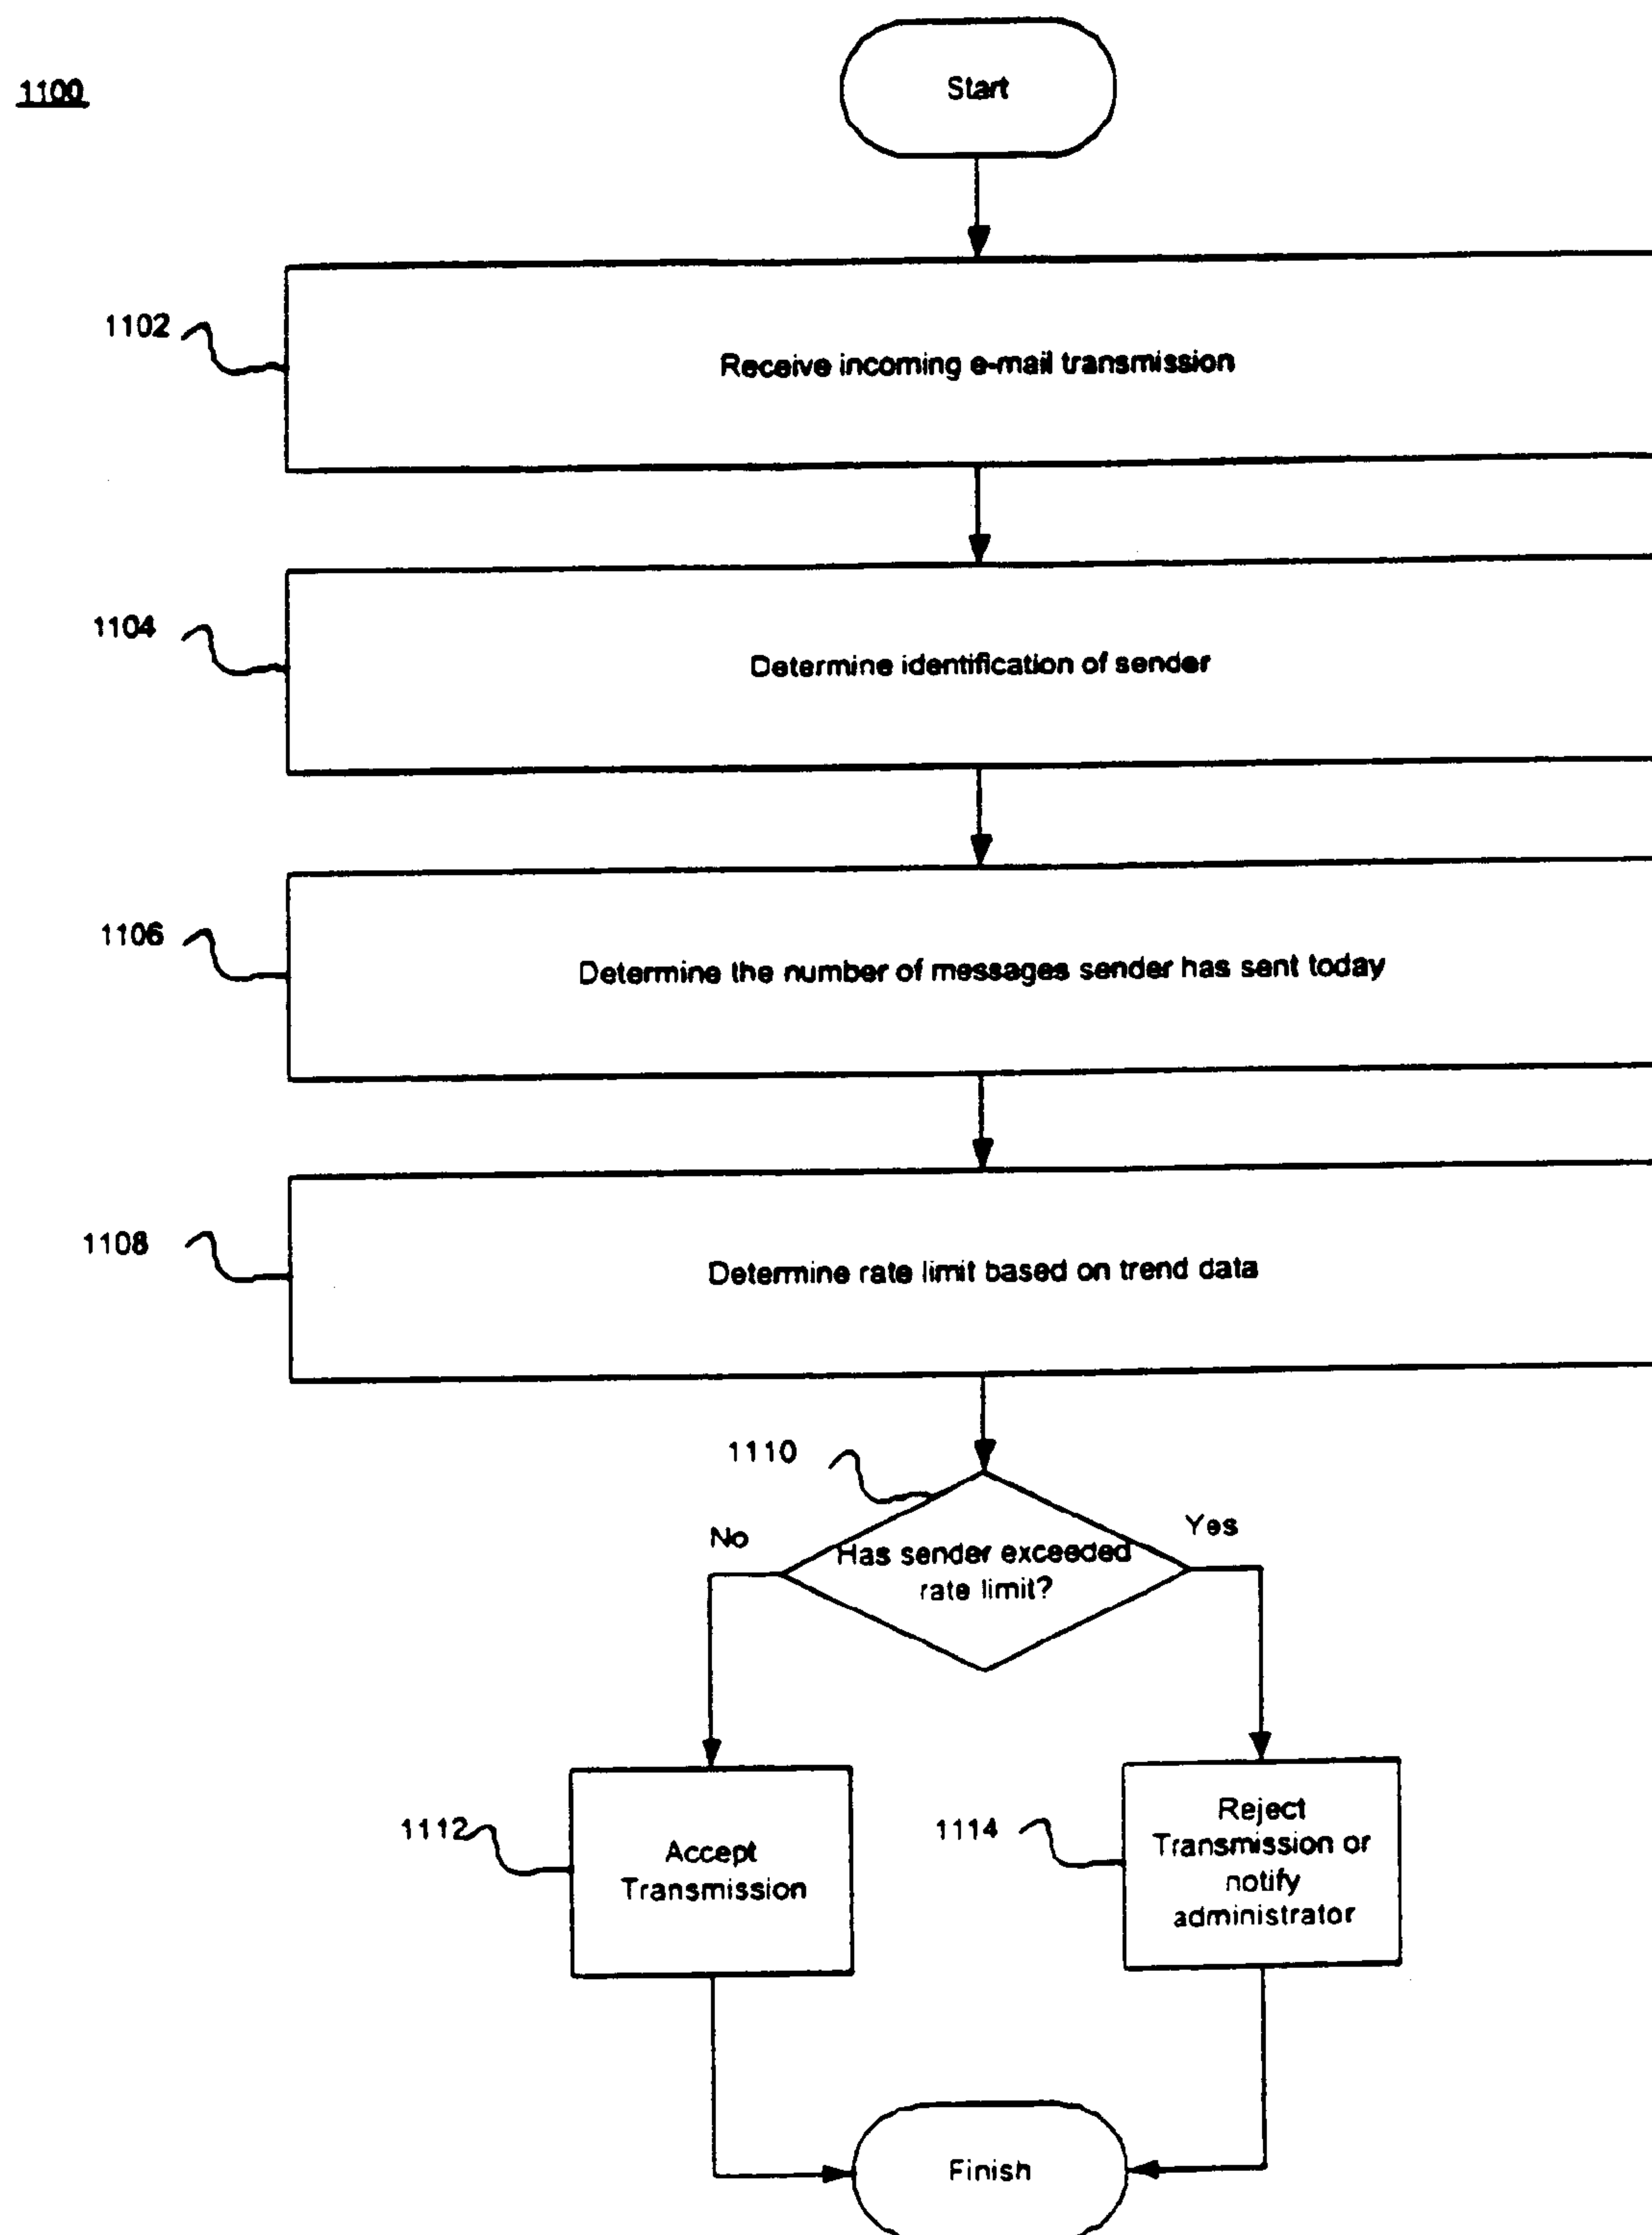 1100
Start
1102
Receive incoming e-mail transmission
1104
Determine identification of sender
1106
Determine the number of messages sender has sent today
1108
Determine rate limit based on trend data
1110
No
Yes
Has sender exceeded
rate limit?
1112
Accept
Transmission
1114
Reject
Transmission or
notify
administrator
Finish